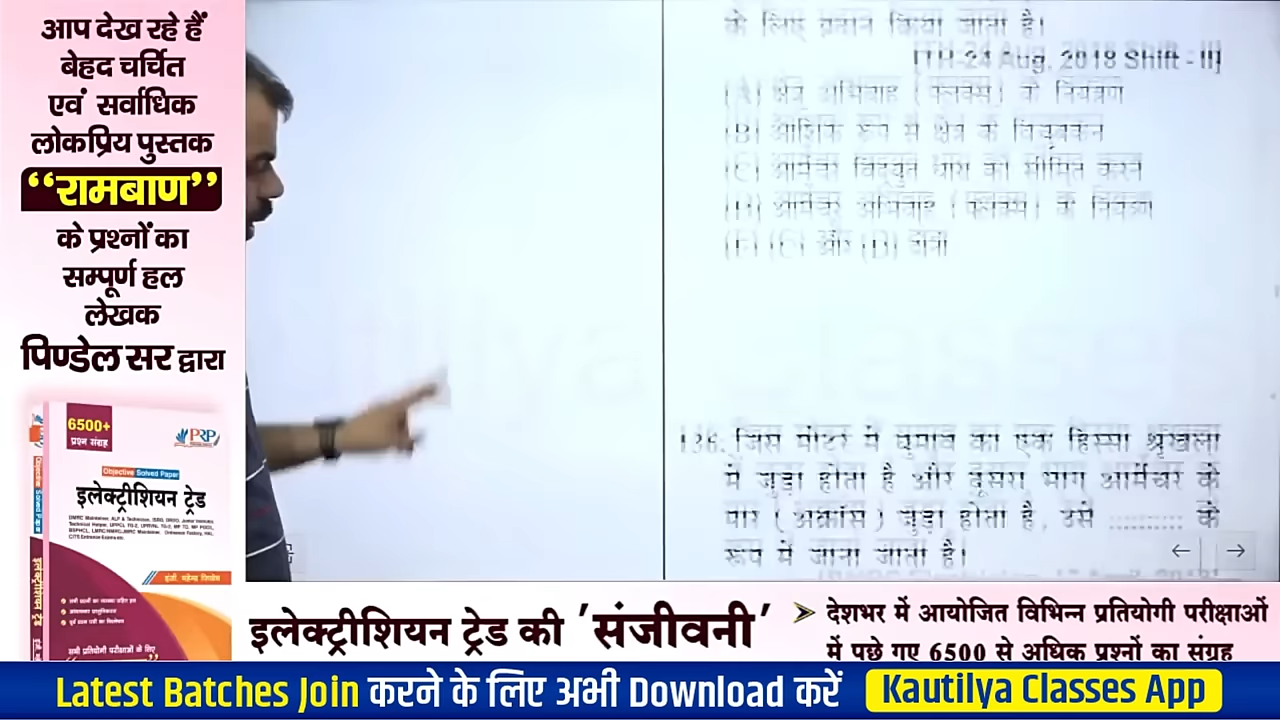 आप देख रहे हैं
बेहद चर्चित
एवं सर्वाधिक
लोकप्रिय पुस्तक
“रामबाण”
के प्रश्नों का
सम्पूर्ण हल
लेखक
पिण्डेल सर द्वारा
6500+
प्रश्न संग्रह
PRP
Objective Solved Paper
इलेक्ट्रीशियन ट्रेड
के लिए प्रदान किया जाता है।
24 Aug. 2018 Shift - II]
(A) क्षेत्र अभिवाह (फ्लक्स) के नियंत्रण
(B) आंशिक रूप से क्षेत्र के विचुंबकन
(C) आर्मेचर विद्युत धारा को सीमित करने
(D) आर्मेचर अभिवाह (फ्लक्स) के नियंत्रण
(E) (C) और (D) दोनों
136. जिस मोटर में घुमाव का एक हिस्सा श्रृंखला
में जुड़ा होता है और दूसरा भाग आर्मेचर के
पार (अक्रॉस) जुड़ा होता है, उसे .......... के
रूप में जाना जाता है।
इलेक्ट्रीशियन ट्रेड की ‘संजीवनी’
➢ देशभर में आयोजित विभिन्न प्रतियोगी परीक्षाओं
में पूछे गए 6500 से अधिक प्रश्नों का संग्रह
Latest Batches Join करने के लिए अभी Download करें Kautilya Classes App